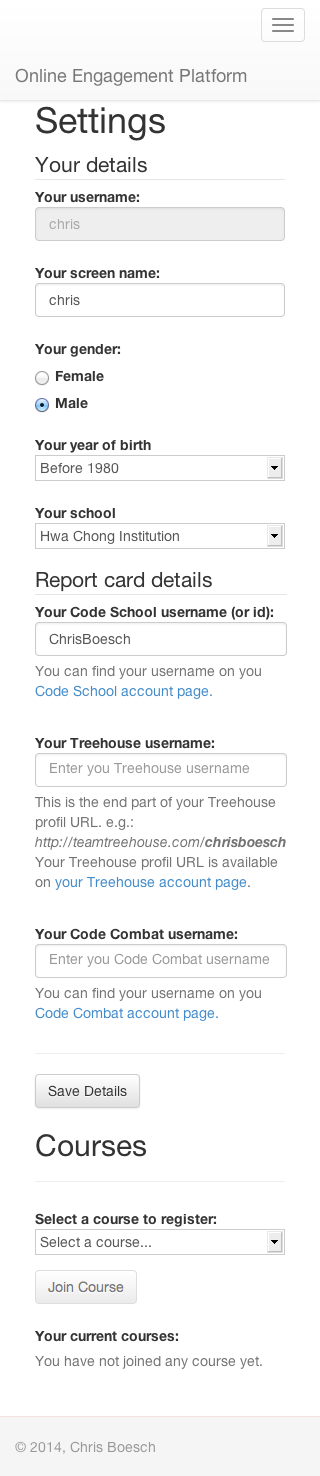 Online Engagement Platform
Settings
Your details
Your username:
chris
Your screen name:
chris
Your gender:
Female
Male
Your year of birth
Before 1980
Your school
Hwa Chong Institution
Report card details
Your Code School username (or id):
ChrisBoesch
You can find your username on you
Code School account page.
Your Treehouse username:
Enter you Treehouse username
This is the end part of your Treehouse
profil URL. e.g.:
http://teamtreehouse.com/chrisboesch
Your Treehouse profil URL is available
on your Treehouse account page.
Your Code Combat username:
Enter you Code Combat username
You can find your username on you
Code Combat account page.
Save Details
Courses
Select a course to register:
Select a course...
Join Course
Your current courses:
You have not joined any course yet.
© 2014, Chris Boesch